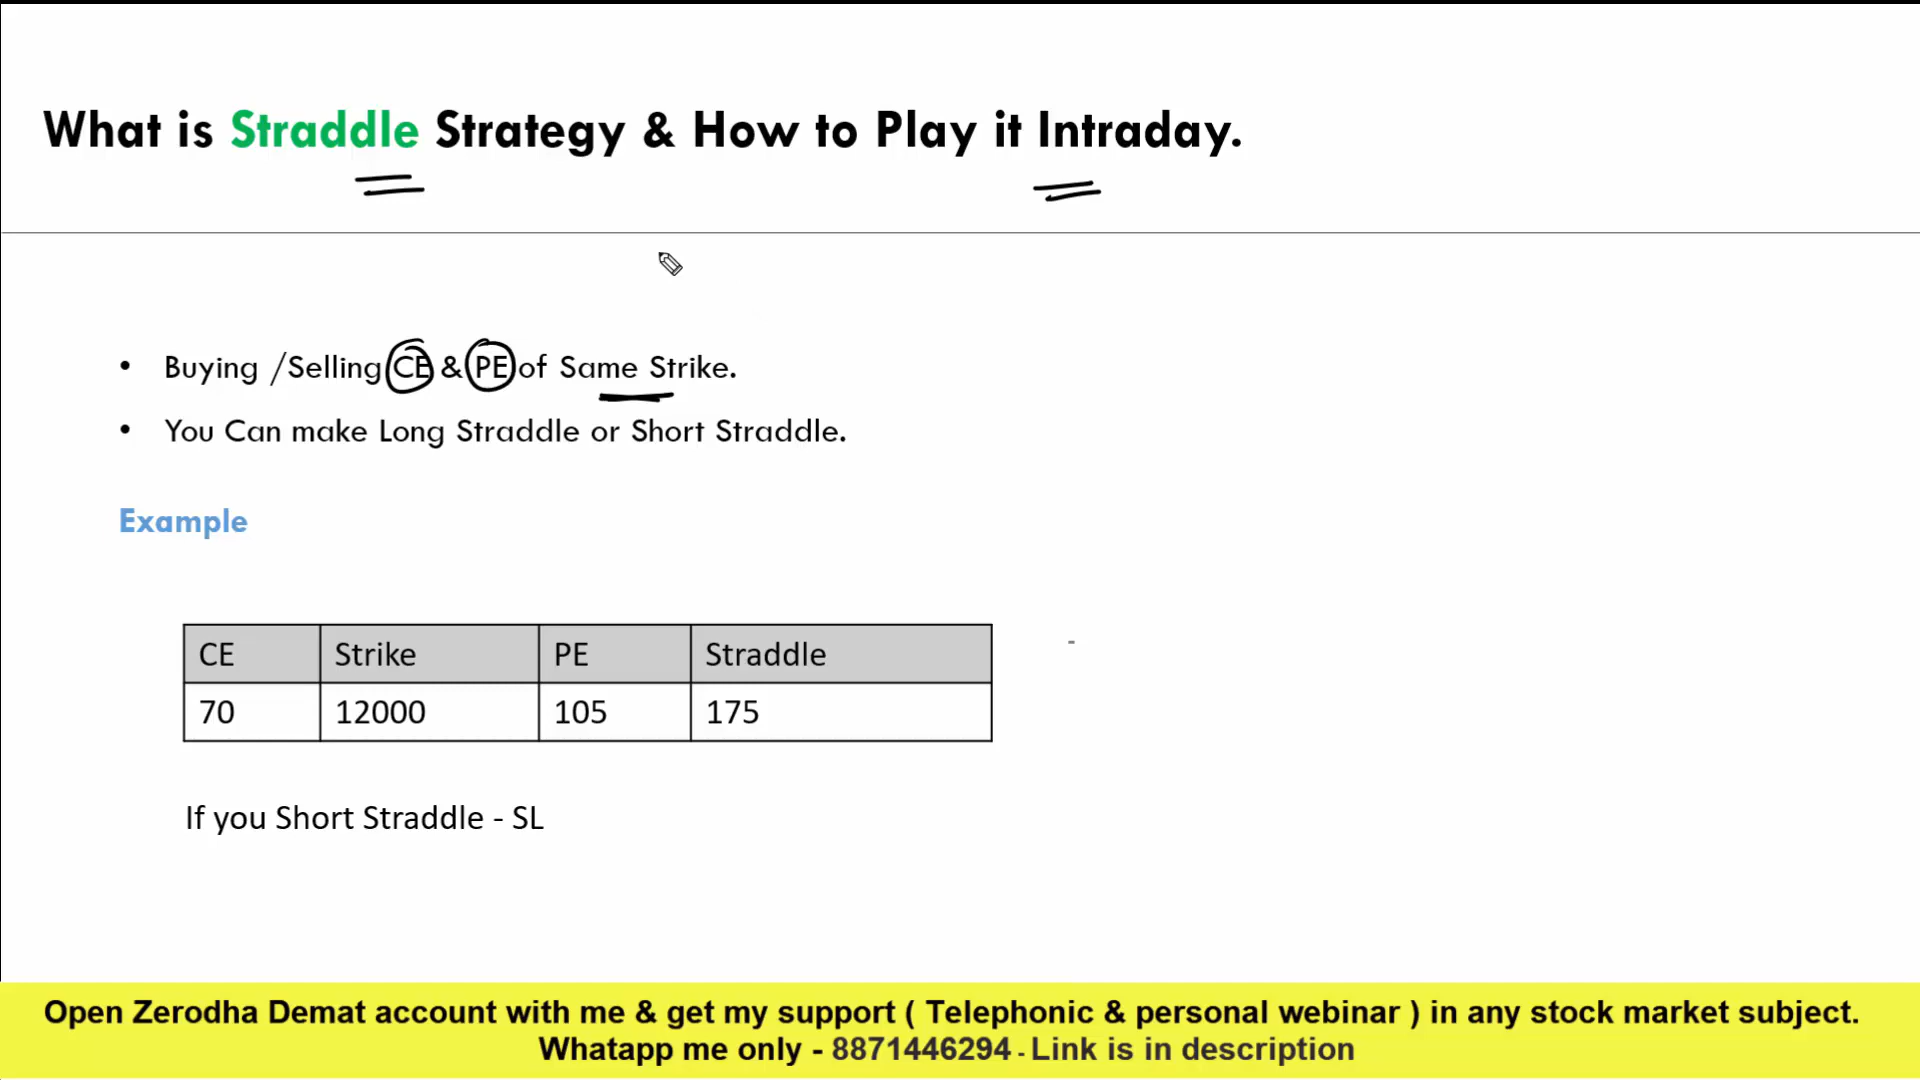 What is Straddle Strategy & How to Play it Intraday.
• Buying /Selling CE & PE of Same Strike.
• You Can make Long Straddle or Short Straddle.
Example
CE Strike PE Straddle
70 12000 105 175
If you Short Straddle - SL
Open Zerodha Demat account with me & get my support ( Telephonic & personal webinar ) in any stock market subject.
Whatapp me only - 8871446294 - Link is in description